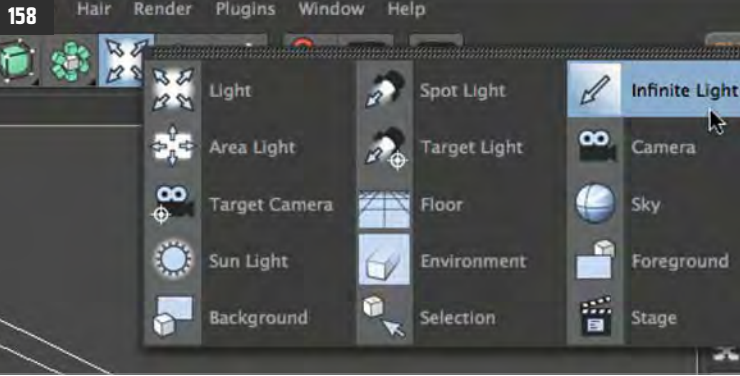 158
Hair Render Plugins Window Help
Light Spot Light Infinite Light
Area Light Target Light Camera
Target Camera Floor Sky
Sun Light Environment Foreground
Background Selection Stage